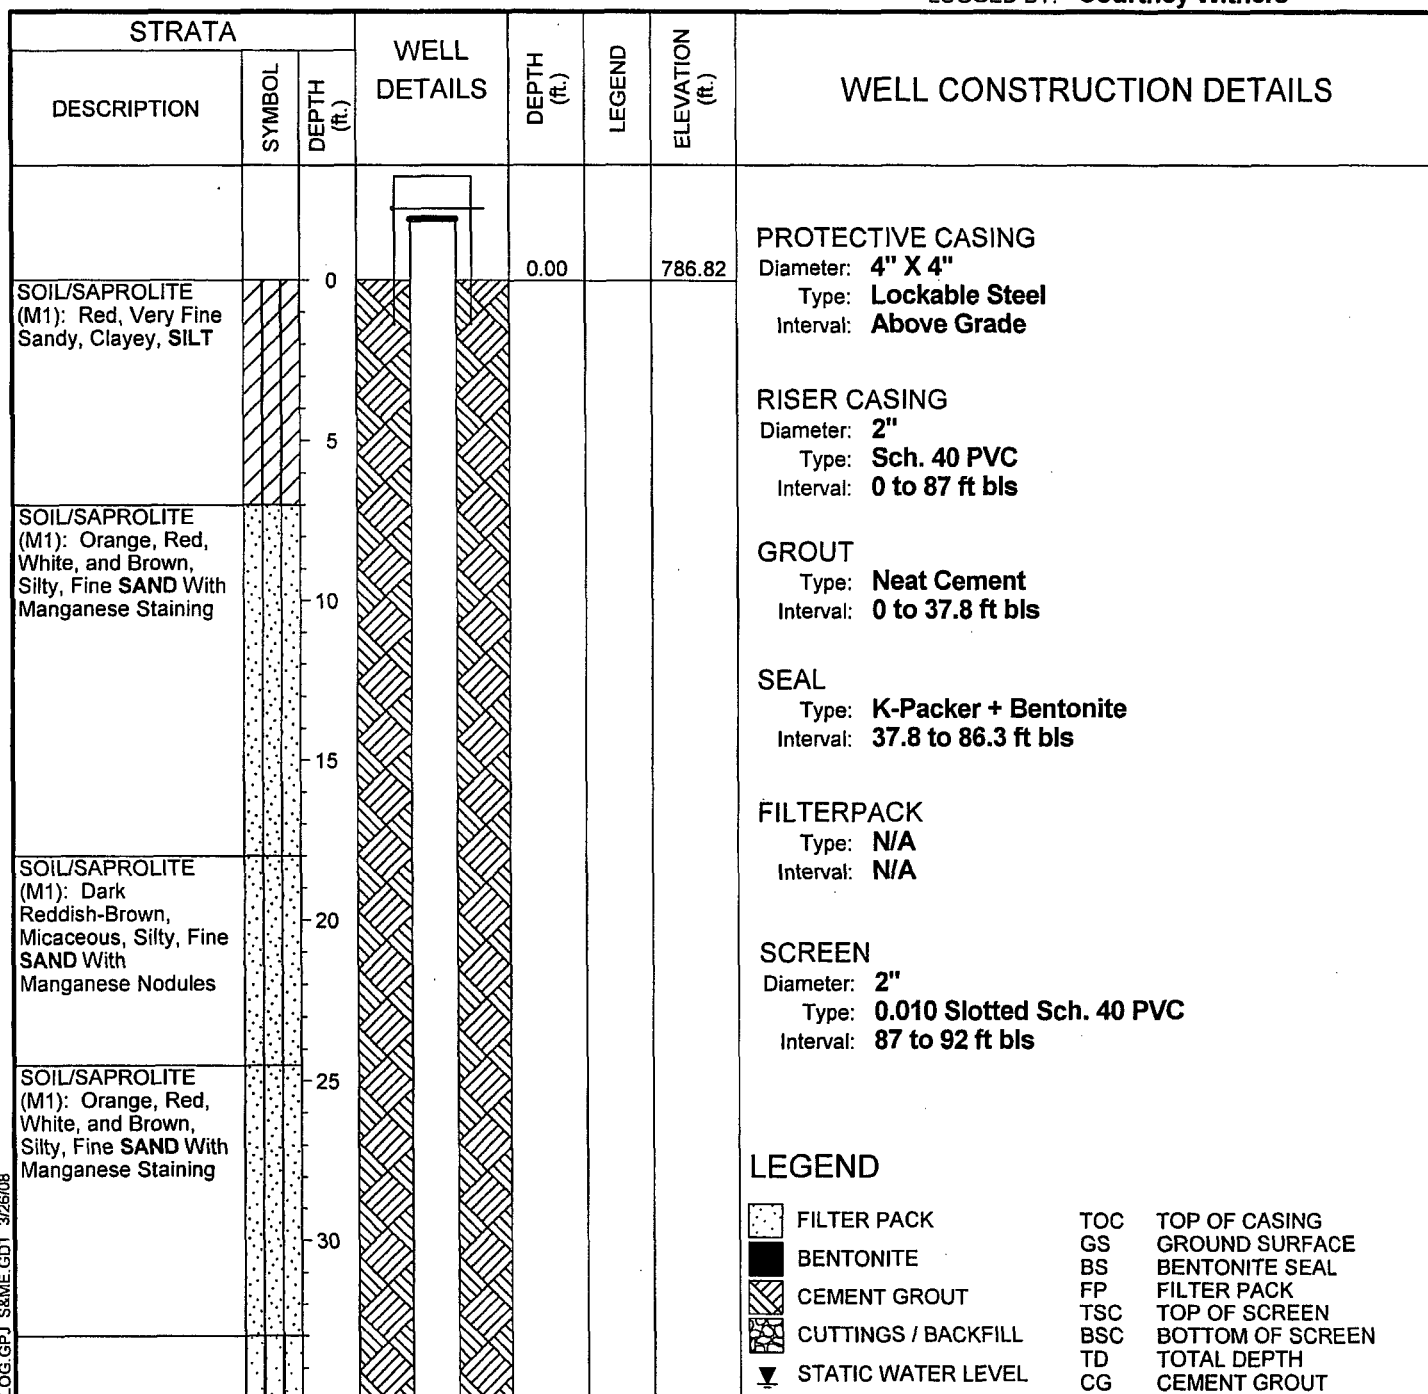 STRATA
DESCRIPTION
SYMBOL
DEPTH
(ft.)
WELL
DETAILS
DEPTH
(ft.)
LEGEND
ELEVATION
(ft.)
WELL CONSTRUCTION DETAILS
0.00
786.82
0
5
10
15
20
25
30
SOIL/SAPROLITE
(M1): Red, Very Fine
Sandy, Clayey, SILT
SOIL/SAPROLITE
(M1): Orange, Red,
White, and Brown,
Silty, Fine SAND With
Manganese Staining
SOIL/SAPROLITE
(M1): Dark
Reddish-Brown,
Micaceous, Silty, Fine
SAND With
Manganese Nodules
SOIL/SAPROLITE
(M1): Orange, Red,
White, and Brown,
Silty, Fine SAND With
Manganese Staining
PROTECTIVE CASING
Diameter: 4" X 4"
Type: Lockable Steel
Interval: Above Grade
RISER CASING
Diameter: 2"
Type: Sch. 40 PVC
Interval: 0 to 87 ft bls
GROUT
Type: Neat Cement
Interval: 0 to 37.8 ft bls
SEAL
Type: K-Packer + Bentonite
Interval: 37.8 to 86.3 ft bls
FILTERPACK
Type: N/A
Interval: N/A
SCREEN
Diameter: 2"
Type: 0.010 Slotted Sch. 40 PVC
Interval: 87 to 92 ft bls
LEGEND
FILTER PACK
BENTONITE
CEMENT GROUT
CUTTINGS / BACKFILL
STATIC WATER LEVEL
TOC TOP OF CASING
GS GROUND SURFACE
BS BENTONITE SEAL
FP FILTER PACK
TSC TOP OF SCREEN
BSC BOTTOM OF SCREEN
TD TOTAL DEPTH
CG CEMENT GROUT
S&ME.GDT 3/26/08